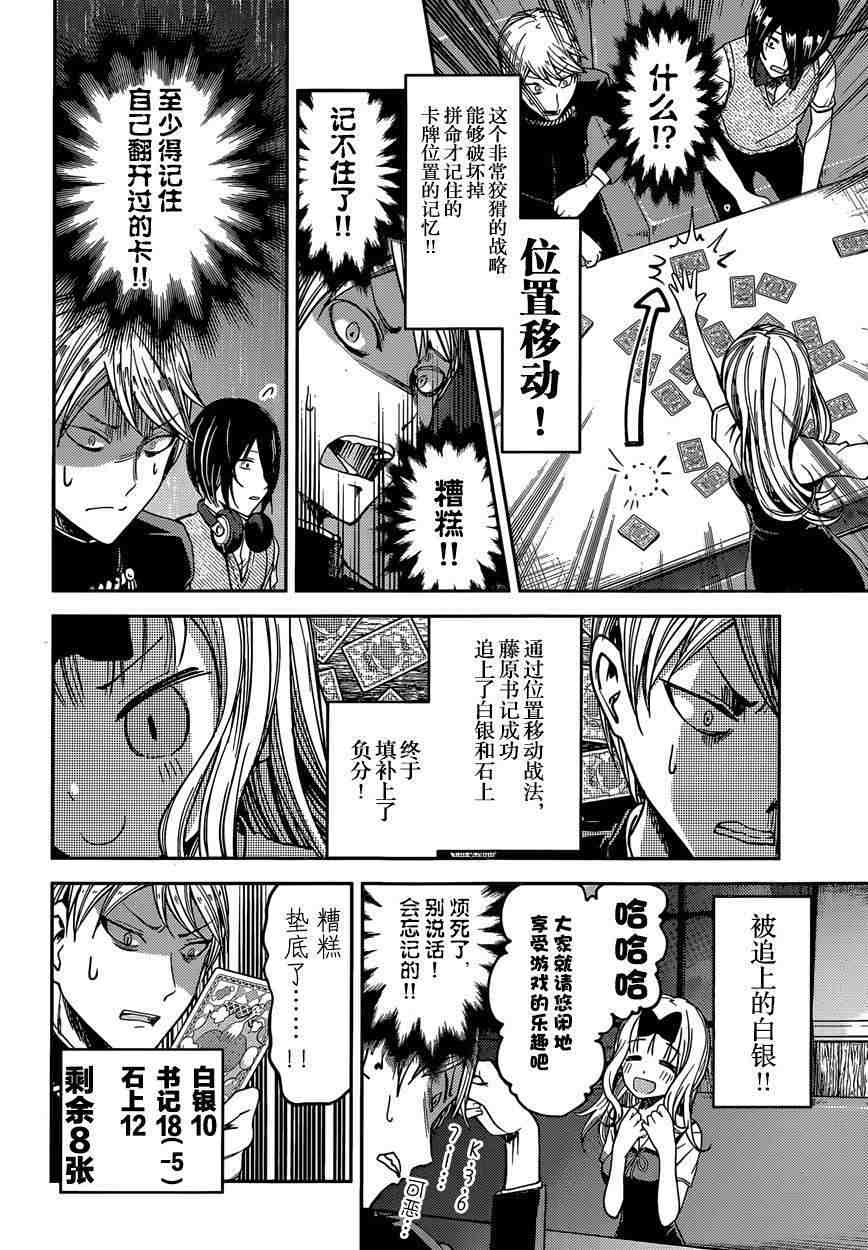 什么!?
位置移动！
这个非常狡猾的战略
能够破坏掉
拼命才记住的
卡牌位置的记忆!!
记不住了!!
糟糕!!
至少得记住
自己翻开过的卡!!
通过位置移动战法，
藤原书记成功
追上了白银和石上
终于
填补上了
负分！
被追上的白银!!
哈哈哈
大家就请悠闲地
享受游戏的乐趣吧
烦死了，
别说话！
会忘记的!!
K·3·6
?·1·…
可恶…
糟糕
垫底了……!!
白银10
书记18(-5)
石上12
剩余8张